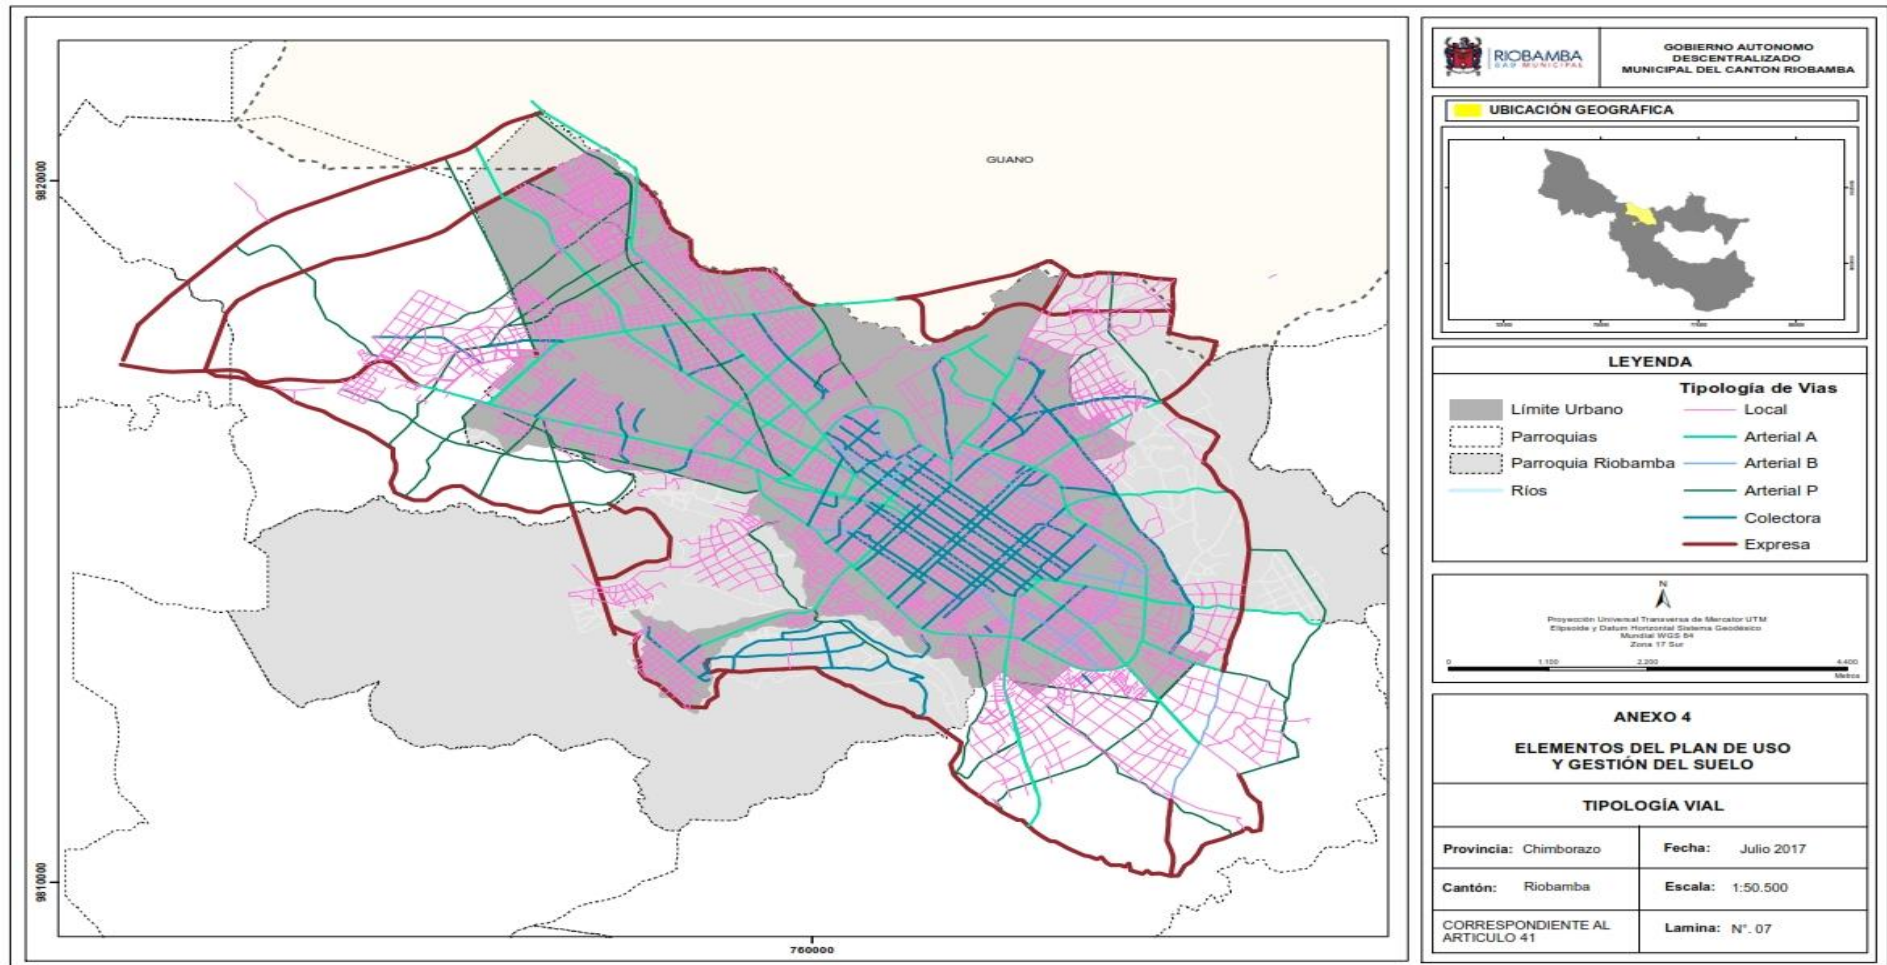 9820000
9810000
760000
GUANO
RIOBAMBA
GAD MUNICIPAL
GOBIERNO AUTONOMO
DESCENTRALIZADO
MUNICIPAL DEL CANTON RIOBAMBA
UBICACIÓN GEOGRÁFICA
LEYENDA
Tipología de Vias
Límite Urbano
Parroquias
Parroquia Riobamba
Ríos
Local
Arterial A
Arterial B
Arterial P
Colectora
Expresa
N
Proyección Universal Transversa de Mercator UTM
Elipsoide y Datum Horizontal Sistema Geodésico
Mundial WGS 84
Zona 17 Sur
0 1.100 2.200 4.400
Metros
ANEXO 4
ELEMENTOS DEL PLAN DE USO
Y GESTIÓN DEL SUELO
TIPOLOGÍA VIAL
Provincia: Chimborazo
Fecha: Julio 2017
Cantón: Riobamba
Escala: 1:50.500
CORRESPONDIENTE AL
ARTICULO 41
Lamina: N°. 07